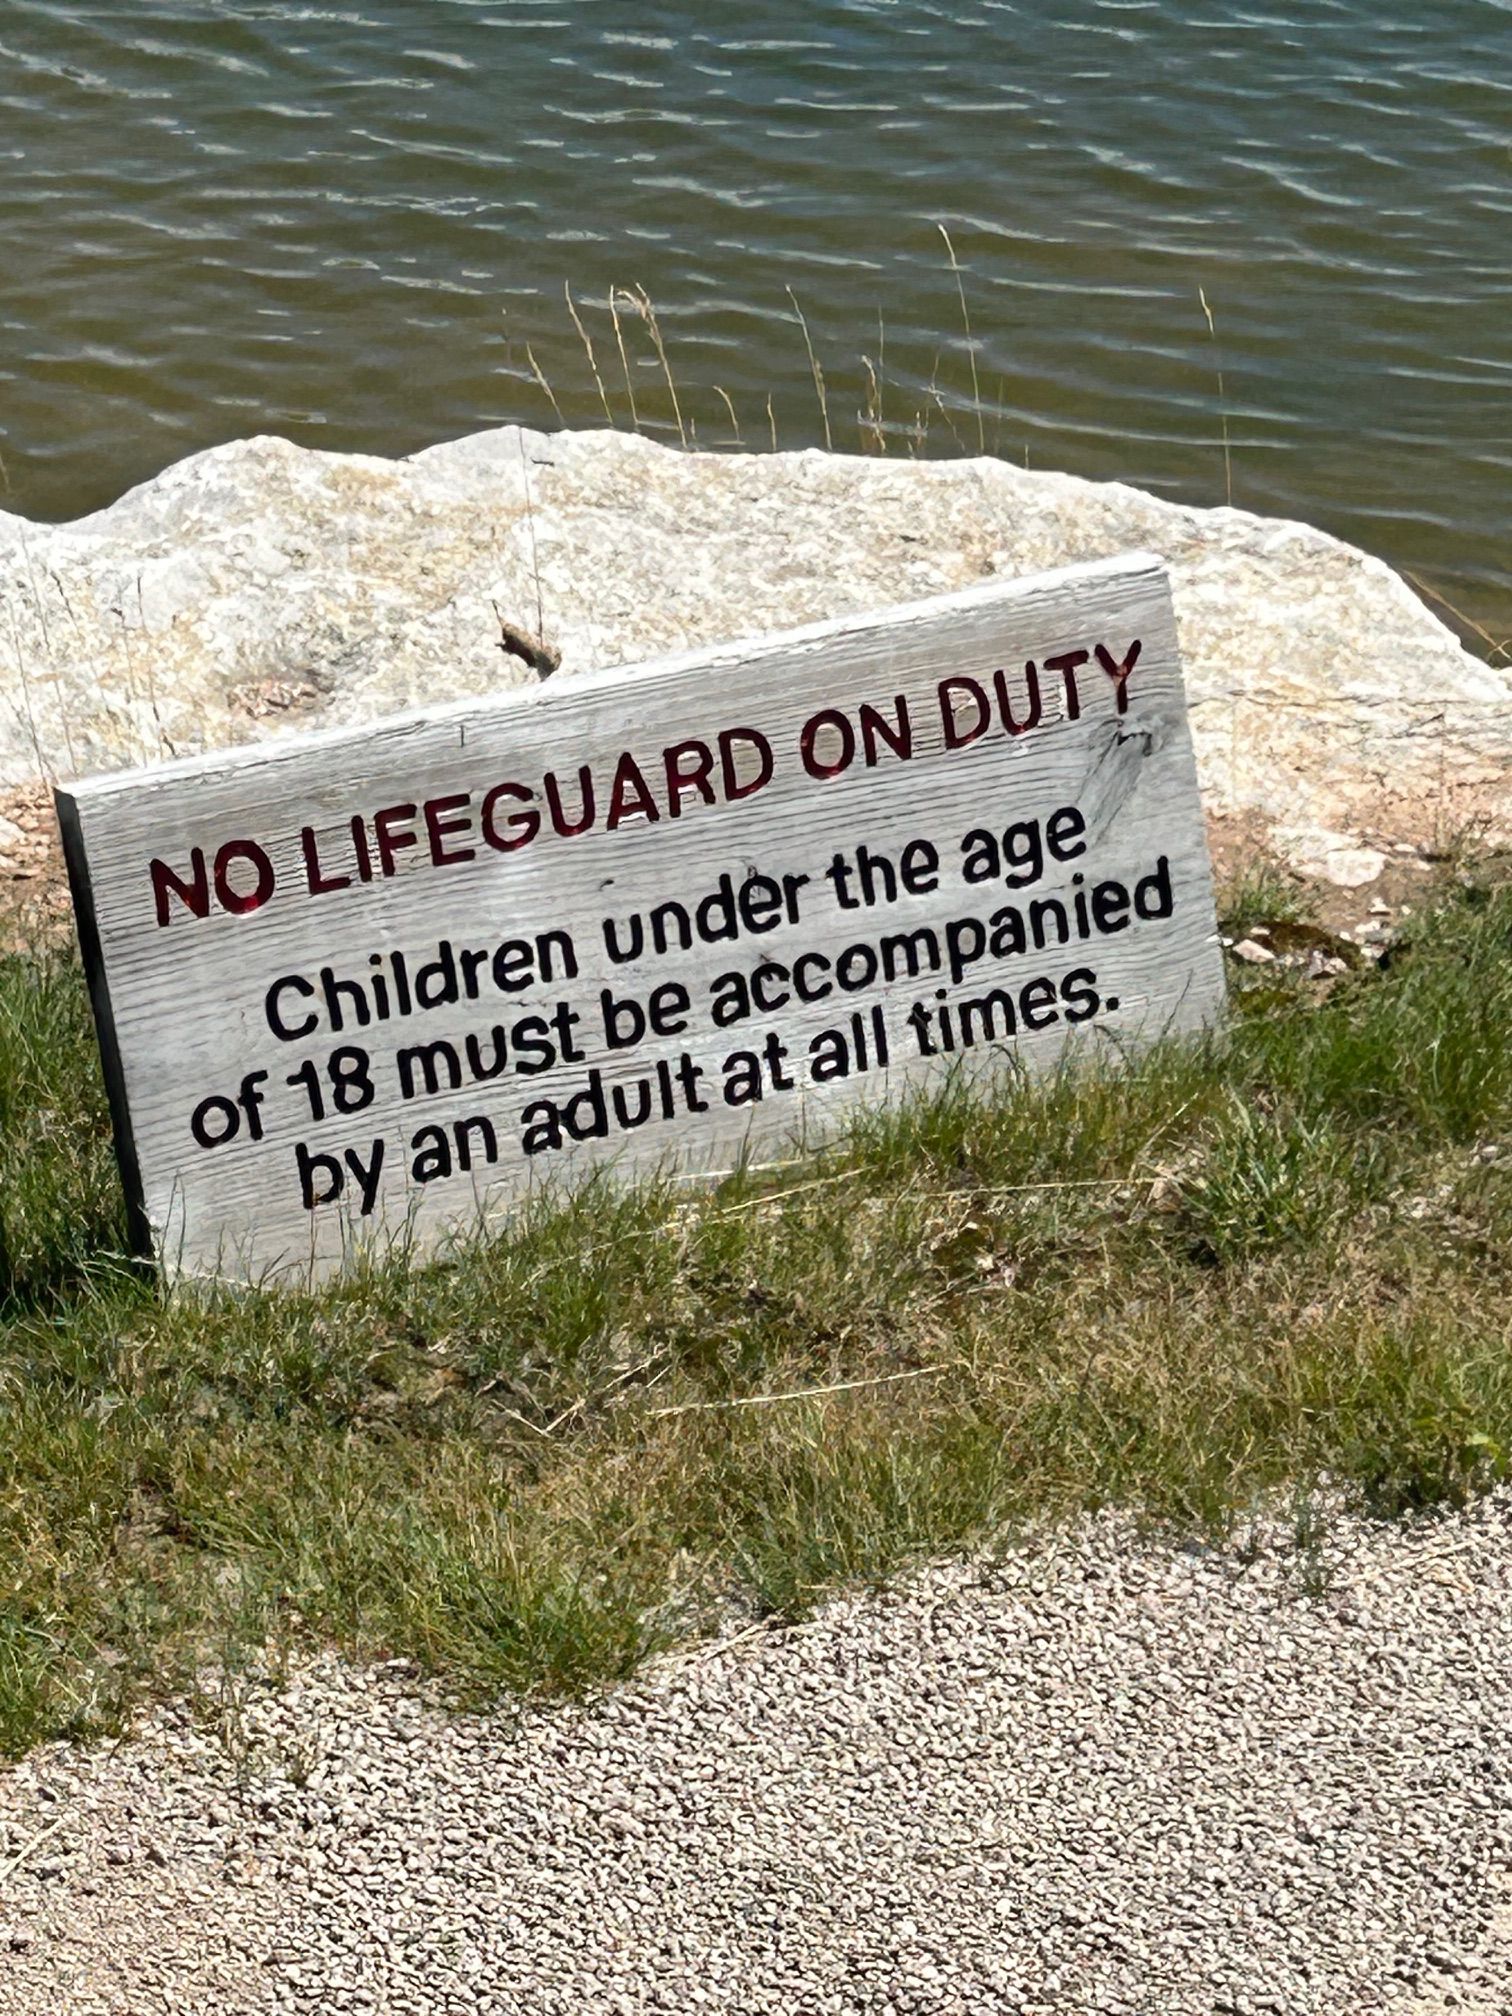 NO LIFEGUARD ON DUTY
Children under the age
of 18 must be accompanied
by an adult at all times.